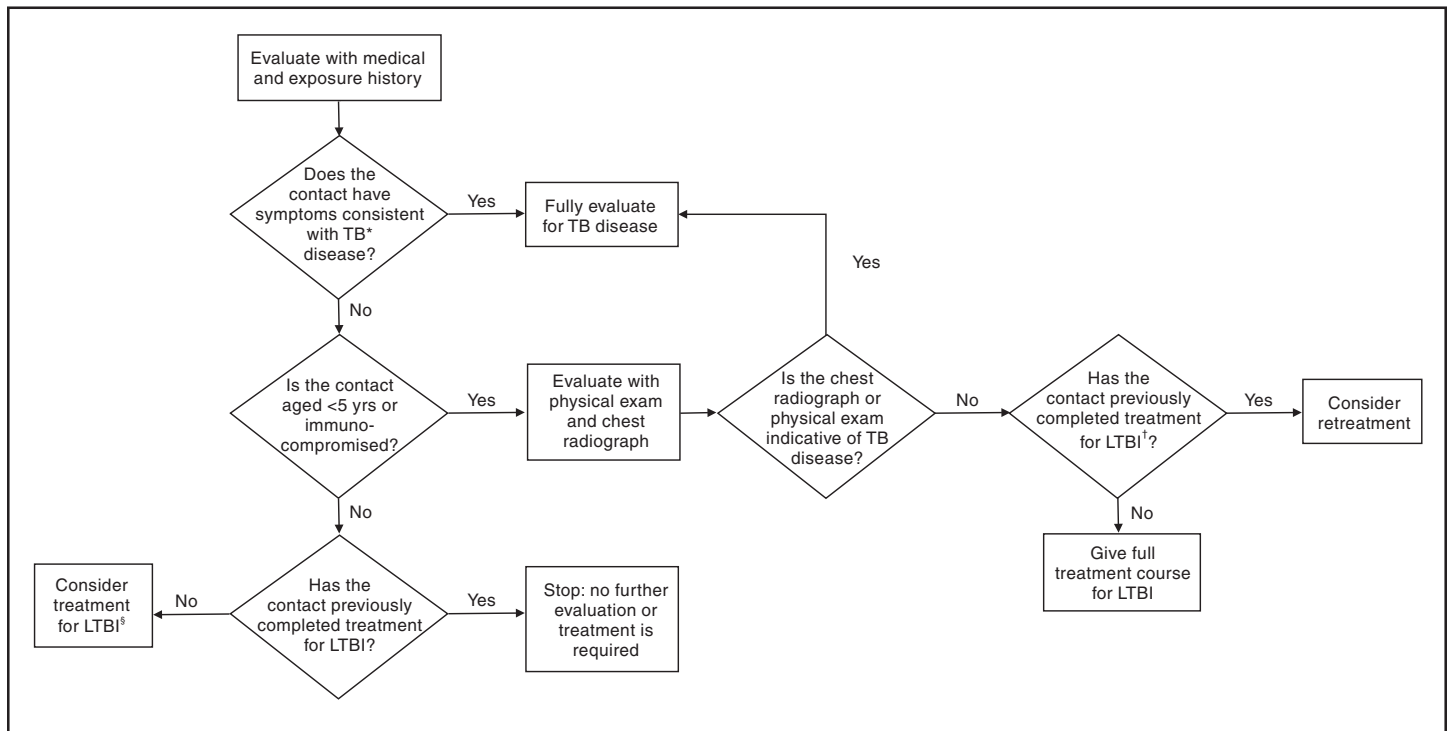 Evaluate with medical
and exposure history
Does the
contact have
symptoms consistent
with TB*
disease?
Yes
Fully evaluate
for TB disease
Yes
No
Is the contact
aged <5 yrs or
immuno-
compromised?
Yes
Evaluate with
physical exam
and chest
radiograph
Is the chest
radiograph or
physical exam
indicative of TB
disease?
No
Has the
contact previously
completed treatment
for LTBI†?
Yes
Consider
retreatment
No
No
Give full
treatment course
for LTBI
Consider
treatment
for LTBI§
No
Has the
contact previously
completed treatment
for LTBI?
Yes
Stop: no further
evaluation or
treatment is
required